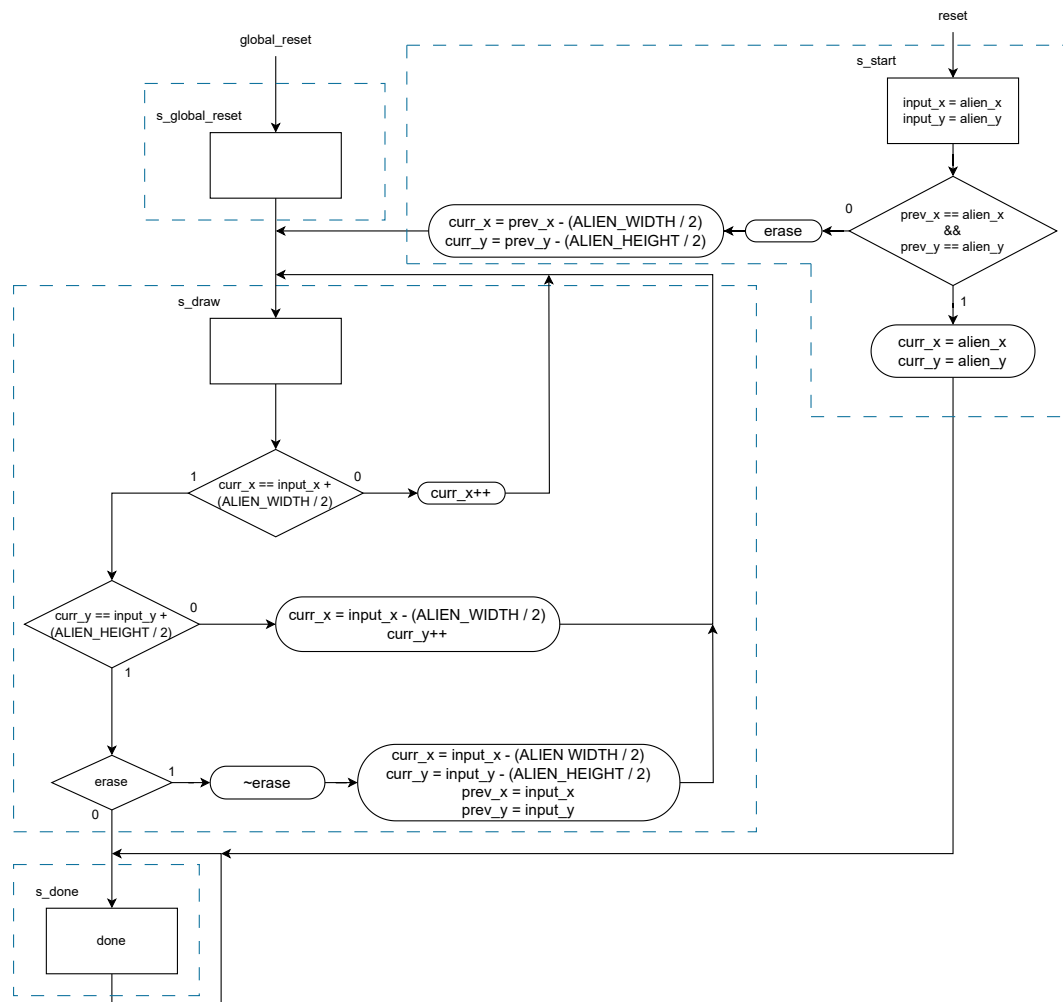 reset
global_reset
s_start
input_x = alien_x
input_y = alien_y
s_global_reset
prev_x == alien_x
&&
prev_y == alien_y
0
1
erase
curr_x = prev_x - (ALIEN_WIDTH / 2)
curr_y = prev_y - (ALIEN_HEIGHT / 2)
curr_x = alien_x
curr_y = alien_y
s_draw
curr_x == input_x +
(ALIEN_WIDTH / 2)
1
0
curr_x++
curr_y == input_y +
(ALIEN_HEIGHT / 2)
0
1
curr_x = input_x - (ALIEN_WIDTH / 2)
curr_y++
erase
1
0
~erase
curr_x = input_x - (ALIEN WIDTH / 2)
curr_y = input_y - (ALIEN_HEIGHT / 2)
prev_x = input_x
prev_y = input_y
s_done
done